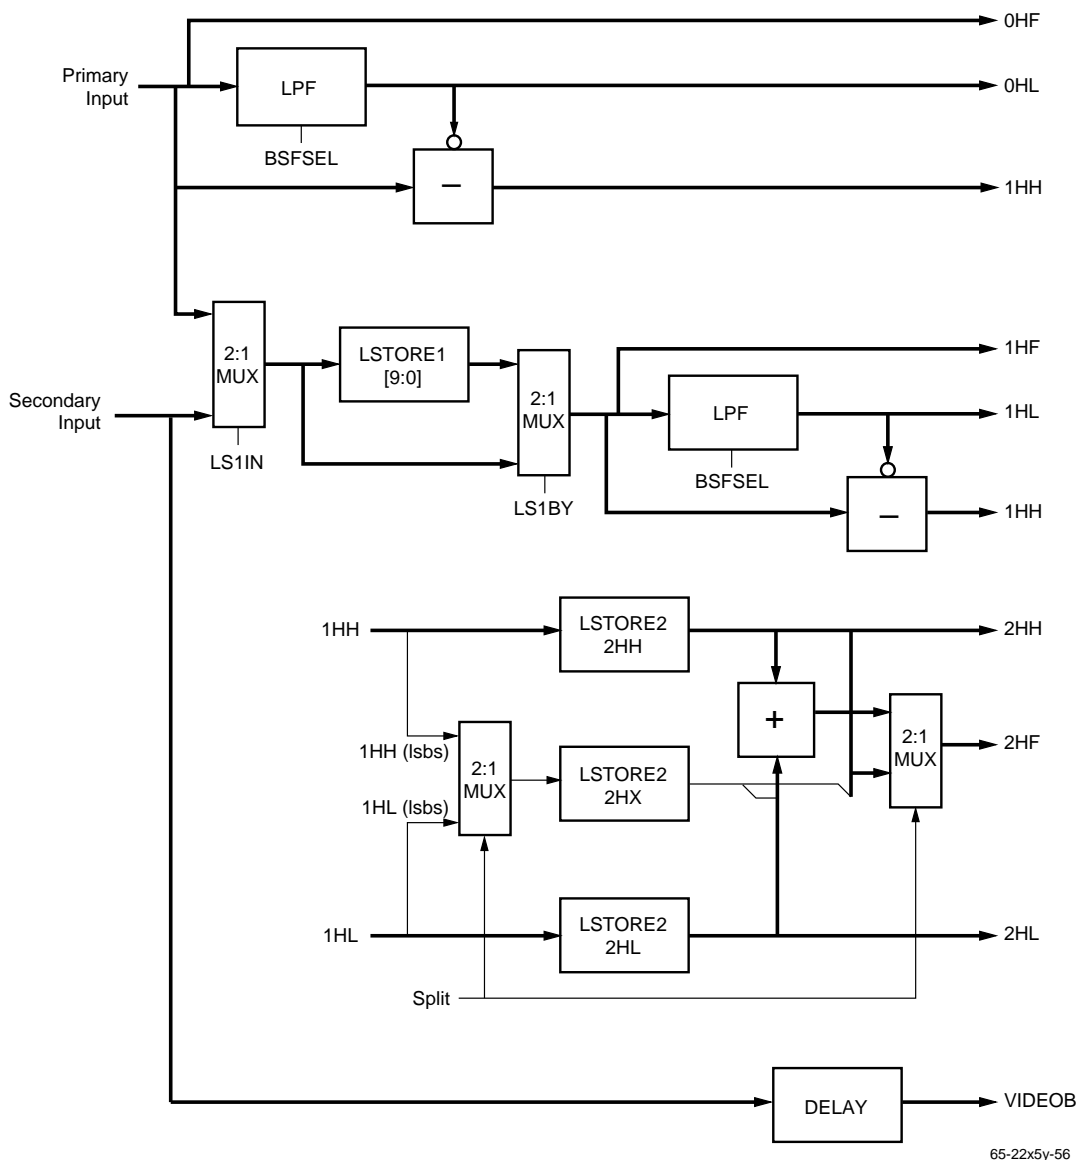 0HF
Primary
Input
LPF
0HL
BSFSEL
−
1HH
2:1
MUX
LSTORE1
[9:0]
1HF
Secondary
Input
2:1
MUX
LPF
1HL
LS1IN
BSFSEL
LS1BY
−
1HH
1HH
LSTORE2
2HH
2HH
+
1HH (lsbs)
2:1
MUX
LSTORE2
2HX
2:1
MUX
2HF
1HL (lsbs)
1HL
LSTORE2
2HL
2HL
Split
DELAY
VIDEOB
65-22x5y-56